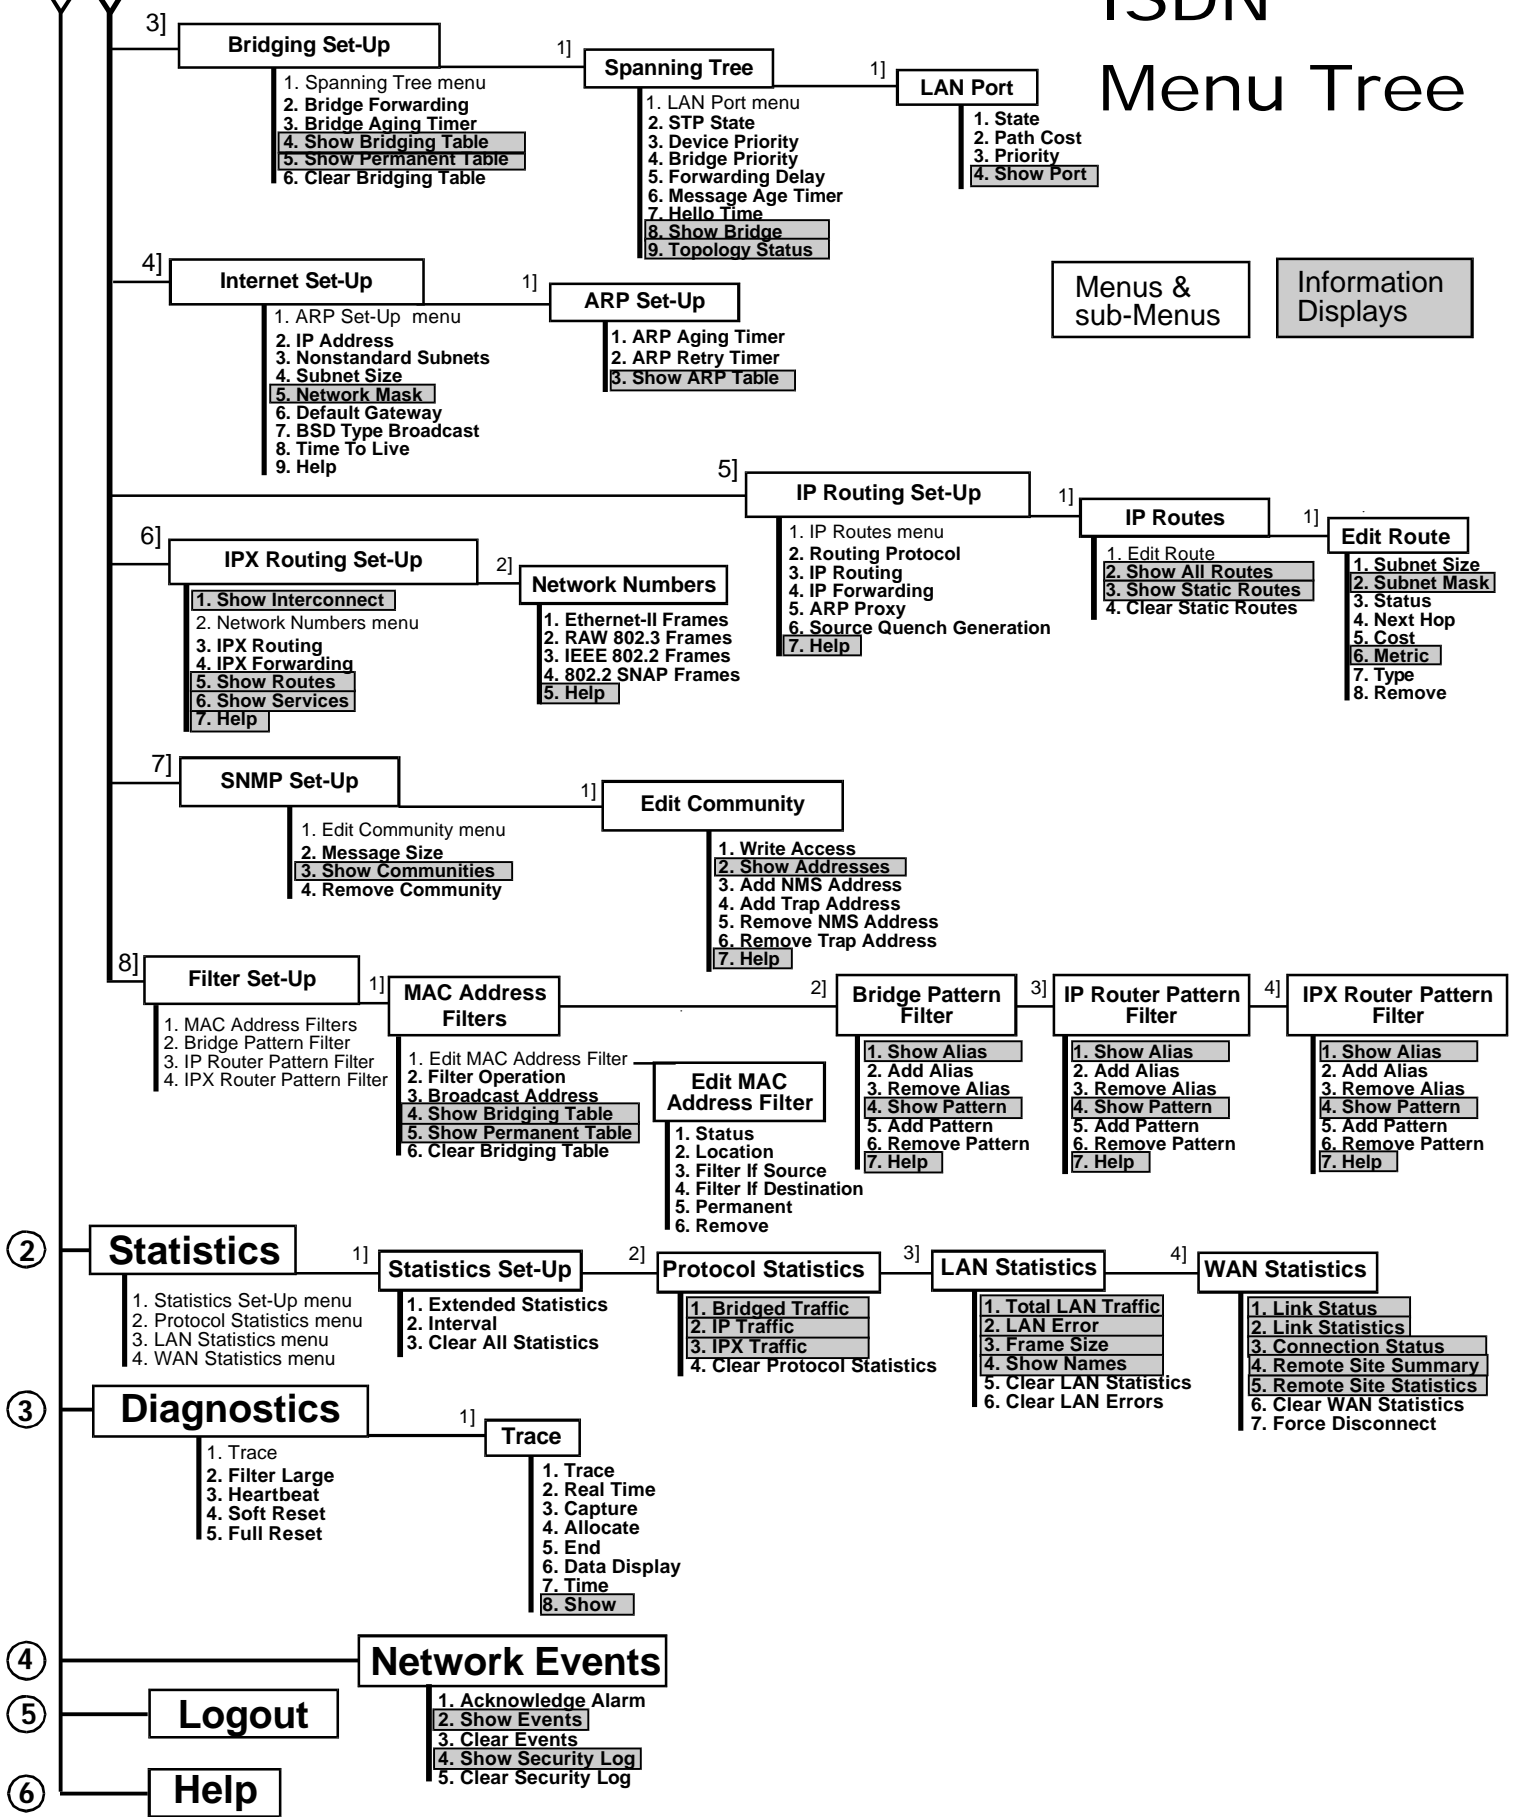 ISDN
Menu Tree
3]
Bridging Set-Up
1. Spanning Tree menu
2. Bridge Forwarding
3. Bridge Aging Timer
4. Show Bridging Table
5. Show Permanent Table
6. Clear Bridging Table
1]
Spanning Tree
1. LAN Port menu
2. STP State
3. Device Priority
4. Bridge Priority
5. Forwarding Delay
6. Message Age Timer
7. Hello Time
8. Show Bridge
9. Topology Status
1]
LAN Port
1. State
2. Path Cost
3. Priority
4. Show Port
Menus &
sub-Menus
Information
Displays
4]
Internet Set-Up
1. ARP Set-Up menu
2. IP Address
3. Nonstandard Subnets
4. Subnet Size
5. Network Mask
6. Default Gateway
7. BSD Type Broadcast
8. Time To Live
9. Help
1]
ARP Set-Up
1. ARP Aging Timer
2. ARP Retry Timer
3. Show ARP Table
5]
IP Routing Set-Up
1. IP Routes menu
2. Routing Protocol
3. IP Routing
4. IP Forwarding
5. ARP Proxy
6. Source Quench Generation
7. Help
1]
IP Routes
1. Edit Route
2. Show All Routes
3. Show Static Routes
4. Clear Static Routes
1]
Edit Route
1. Subnet Size
2. Subnet Mask
3. Status
4. Next Hop
5. Cost
6. Metric
7. Type
8. Remove
6]
IPX Routing Set-Up
1. Show Interconnect
2. Network Numbers menu
3. IPX Routing
4. IPX Forwarding
5. Show Routes
6. Show Services
7. Help
2]
Network Numbers
1. Ethernet-II Frames
2. RAW 802.3 Frames
3. IEEE 802.2 Frames
4. 802.2 SNAP Frames
5. Help
7]
SNMP Set-Up
1. Edit Community menu
2. Message Size
3. Show Communities
4. Remove Community
1]
Edit Community
1. Write Access
2. Show Addresses
3. Add NMS Address
4. Add Trap Address
5. Remove NMS Address
6. Remove Trap Address
7. Help
8]
Filter Set-Up
1. MAC Address Filters
2. Bridge Pattern Filter
3. IP Router Pattern Filter
4. IPX Router Pattern Filter
1]
MAC Address
Filters
1. Edit MAC Address Filter
2. Filter Operation
3. Broadcast Address
4. Show Bridging Table
5. Show Permanent Table
6. Clear Bridging Table
Edit MAC
Address Filter
1. Status
2. Location
3. Filter If Source
4. Filter If Destination
5. Permanent
6. Remove
2]
Bridge Pattern
Filter
1. Show Alias
2. Add Alias
3. Remove Alias
4. Show Pattern
5. Add Pattern
6. Remove Pattern
7. Help
3]
IP Router Pattern
Filter
1. Show Alias
2. Add Alias
3. Remove Alias
4. Show Pattern
5. Add Pattern
6. Remove Pattern
7. Help
4]
IPX Router Pattern
Filter
1. Show Alias
2. Add Alias
3. Remove Alias
4. Show Pattern
5. Add Pattern
6. Remove Pattern
7. Help
2
Statistics
1. Statistics Set-Up menu
2. Protocol Statistics menu
3. LAN Statistics menu
4. WAN Statistics menu
1]
Statistics Set-Up
1. Extended Statistics
2. Interval
3. Clear All Statistics
2]
Protocol Statistics
1. Bridged Traffic
2. IP Traffic
3. IPX Traffic
4. Clear Protocol Statistics
3]
LAN Statistics
1. Total LAN Traffic
2. LAN Error
3. Frame Size
4. Show Names
5. Clear LAN Statistics
6. Clear LAN Errors
4]
WAN Statistics
1. Link Status
2. Link Statistics
3. Connection Status
4. Remote Site Summary
5. Remote Site Statistics
6. Clear WAN Statistics
7. Force Disconnect
3
Diagnostics
1. Trace
2. Filter Large
3. Heartbeat
4. Soft Reset
5. Full Reset
1]
Trace
1. Trace
2. Real Time
3. Capture
4. Allocate
5. End
6. Data Display
7. Time
8. Show
4
Network Events
1. Acknowledge Alarm
2. Show Events
3. Clear Events
4. Show Security Log
5. Clear Security Log
5
Logout
6
Help